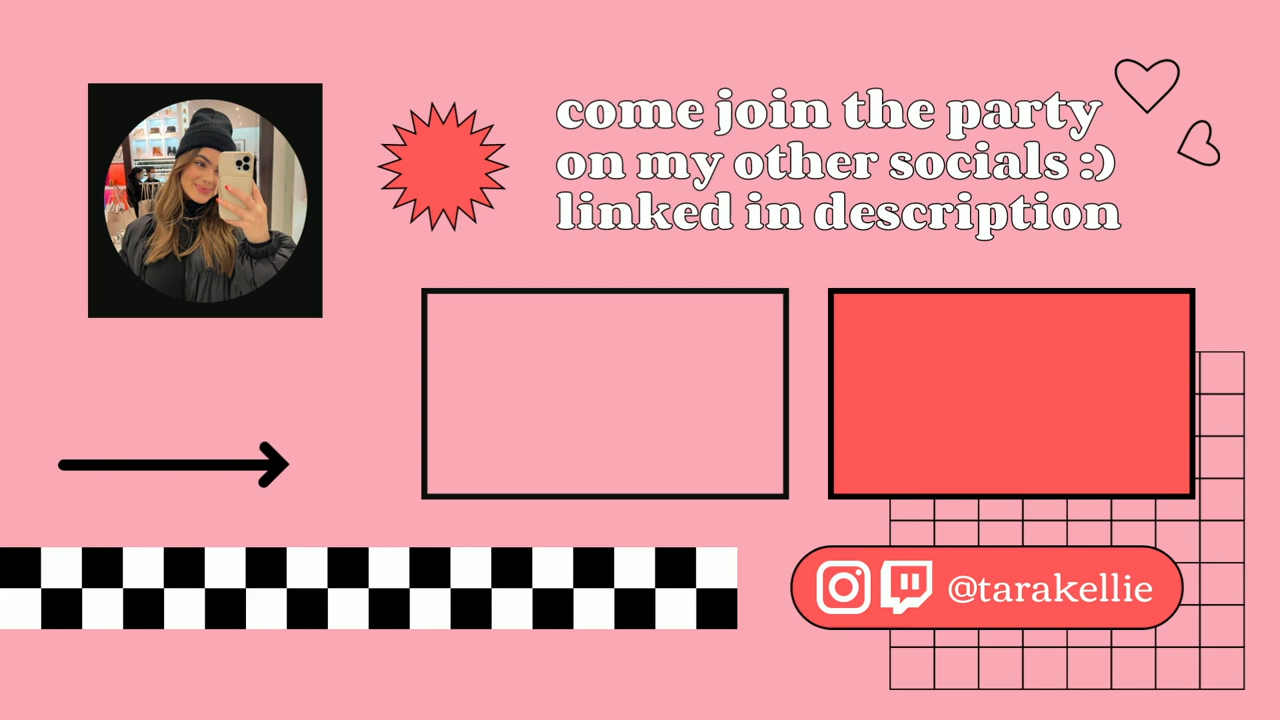 come join the party
on my other socials :)
linked in description
@tarakellie